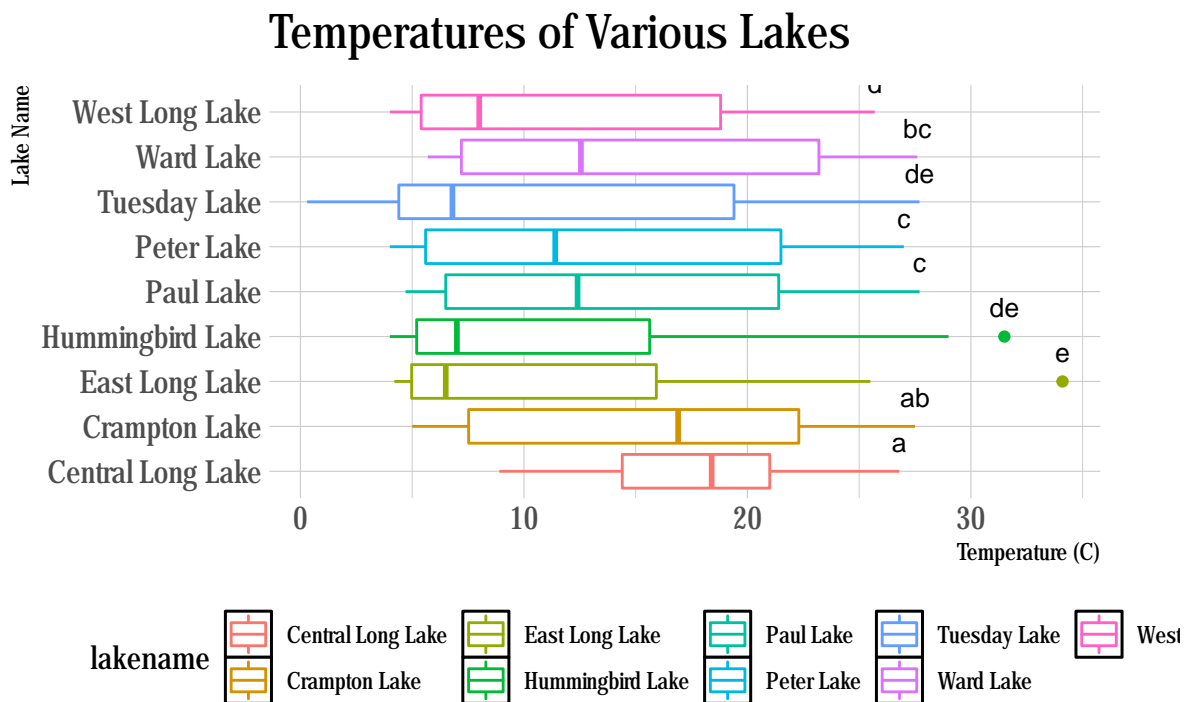 Temperatures of Various Lakes
Lake Name
West Long Lake
Ward Lake
bc
Tuesday Lake
de
Peter Lake
c
Paul Lake
c
Hummingbird Lake
de
East Long Lake
e
Crampton Lake
ab
Central Long Lake
a
0 10 20 30
Temperature (C)
lakename
Central Long Lake East Long Lake Paul Lake Tuesday Lake West
Crampton Lake Hummingbird Lake Peter Lake Ward Lake